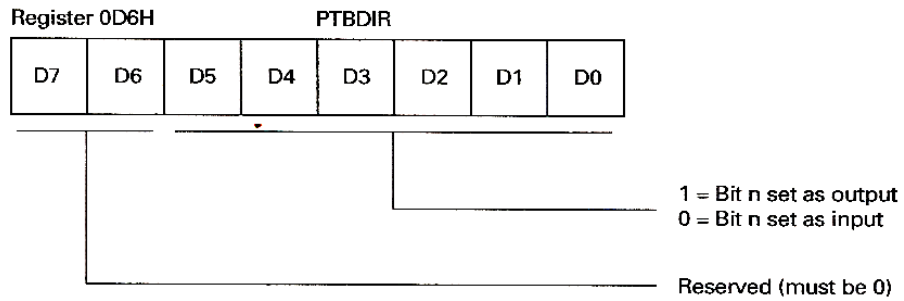 Register 0D6H PTBDIR
D7 D6 D5 D4 D3 D2 D1 D0
1 = Bit n set as output
0 = Bit n set as input
Reserved (must be 0)